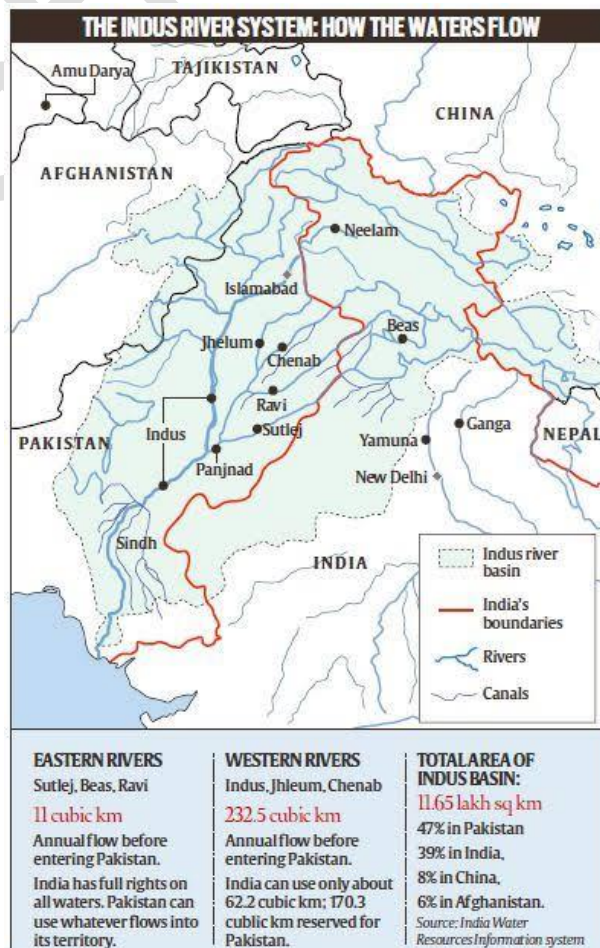 THE INDUS RIVER SYSTEM: HOW THE WATERS FLOW
Amu Darya
TAJIKISTAN
CHINA
AFGHANISTAN
Neelam
Islamabad
Jhelum
Beas
Chenab
Ravi
Indus
Sutlej
Ganga
PAKISTAN
Yamuna
NEPAL
Panjnad
New Delhi
Sindh
INDIA
Indus river
basin
India's
boundaries
Rivers
Canals
EASTERN RIVERS
Sutlej, Beas, Ravi
11 cubic km
Annual flow before
entering Pakistan.
India has full rights on
all waters. Pakistan can
use whatever flows into
its territory.
WESTERN RIVERS
Indus, Jhleum, Chenab
232.5 cubic km
Annual flow before
entering Pakistan.
India can use only about
62.2 cubic km; 170.3
cublic km reserved for
Pakistan.
TOTAL AREA OF
INDUS BASIN:
11.65 lakh sq km
47% in Pakistan
39% in India,
8% in China,
6% in Afghanistan.
Source: India Water
Resources Information system